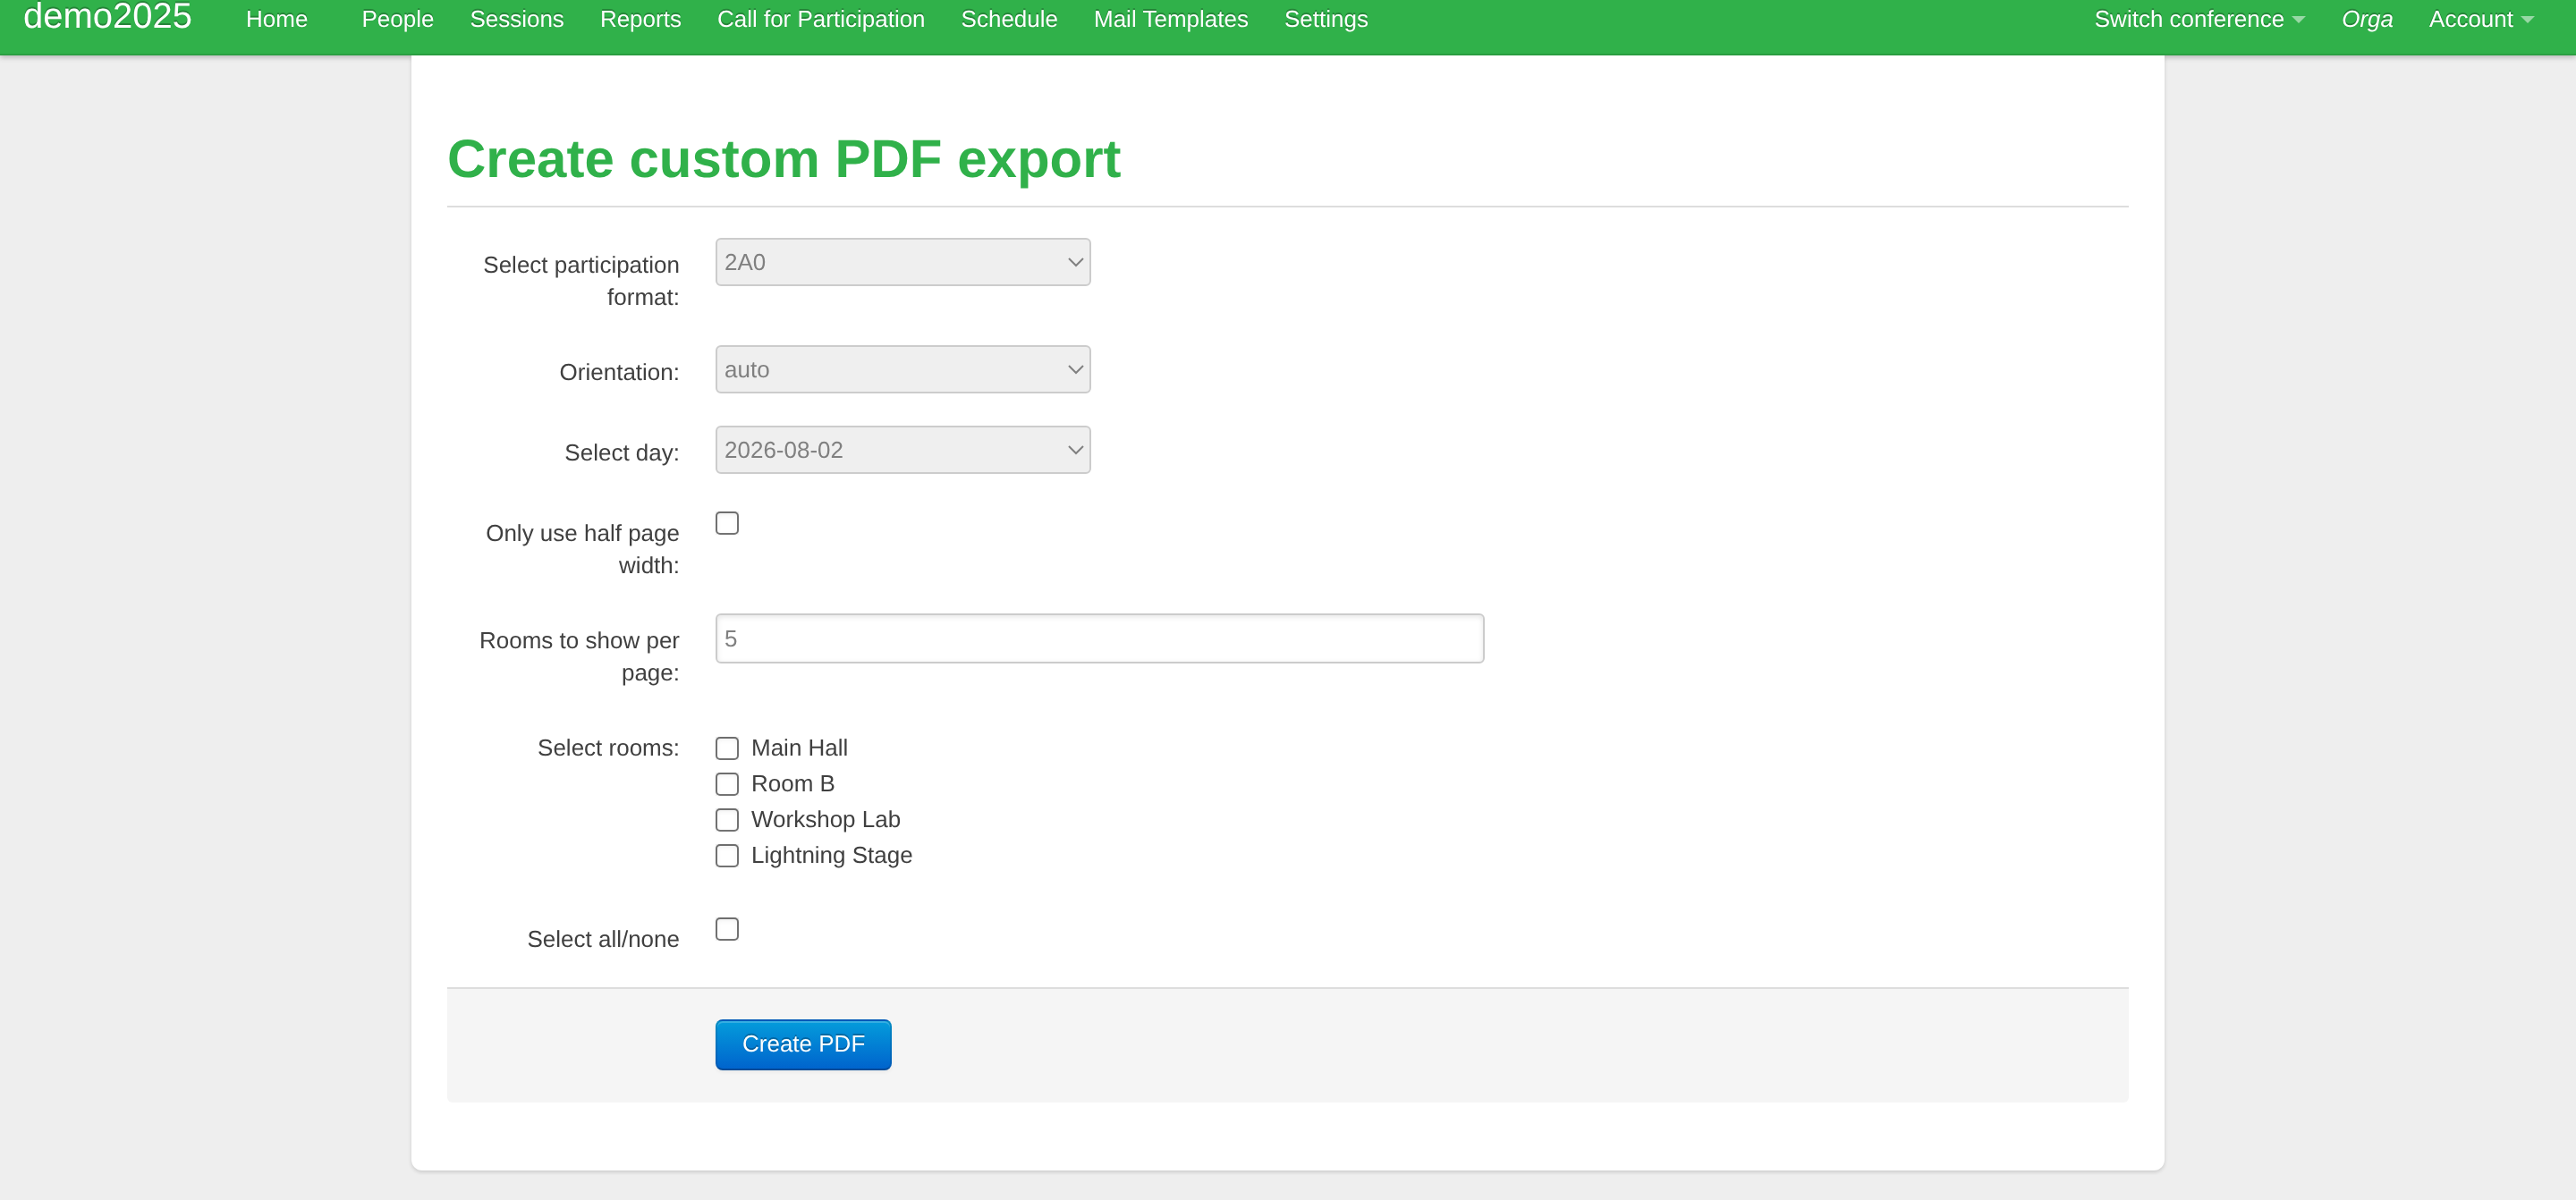 demo2025 Home People Sessions Reports Call for Participation Schedule Mail Templates Settings Switch conference Orga Account
Create custom PDF export
Select participation format: 2A0
Orientation: auto
Select day: 2026-08-02
Only use half page width:
Rooms to show per page: 5
Select rooms: Main Hall
Room B
Workshop Lab
Lightning Stage
Select all/none
Create PDF